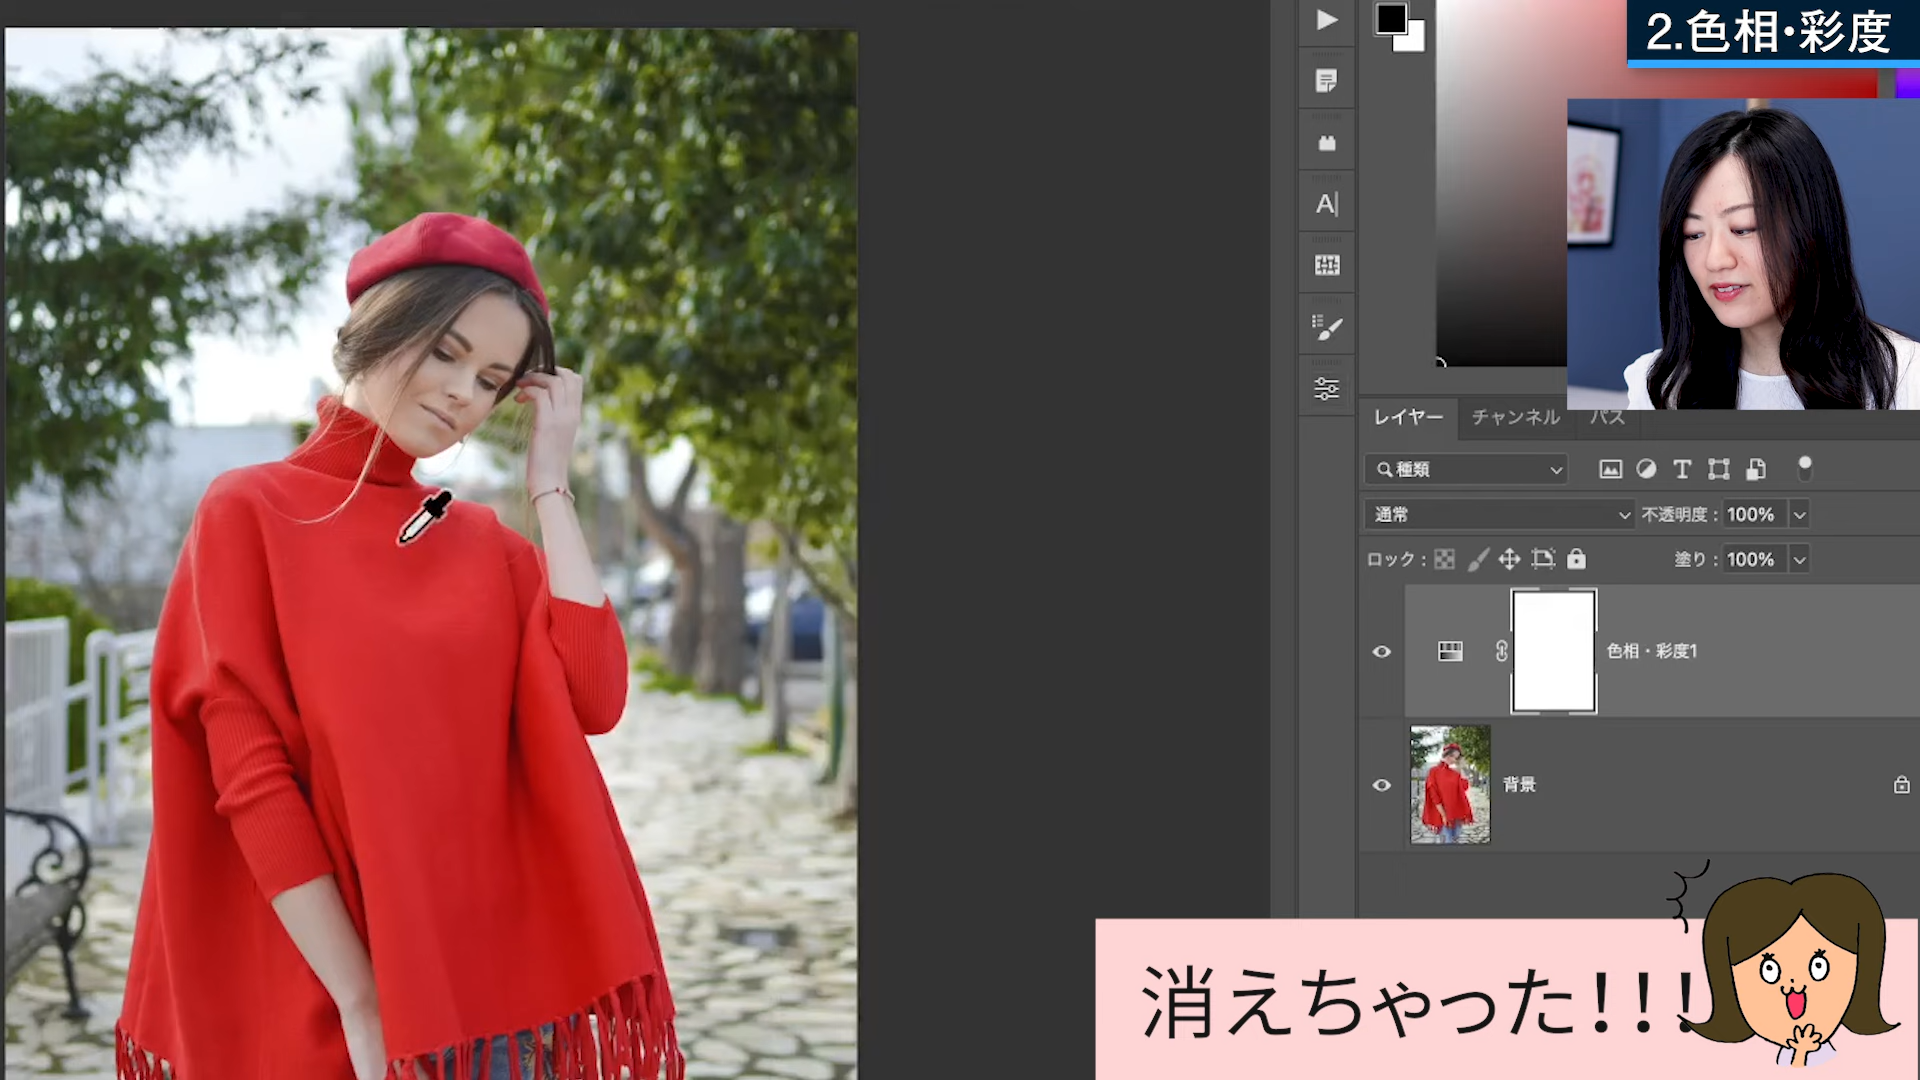 2.色相・彩度
A
レイヤー チャンネル パス
種類
T
通常 不透明度: 100%
ロック: 塗り: 100%
色相・彩度1
背景
消えちゃった!!!